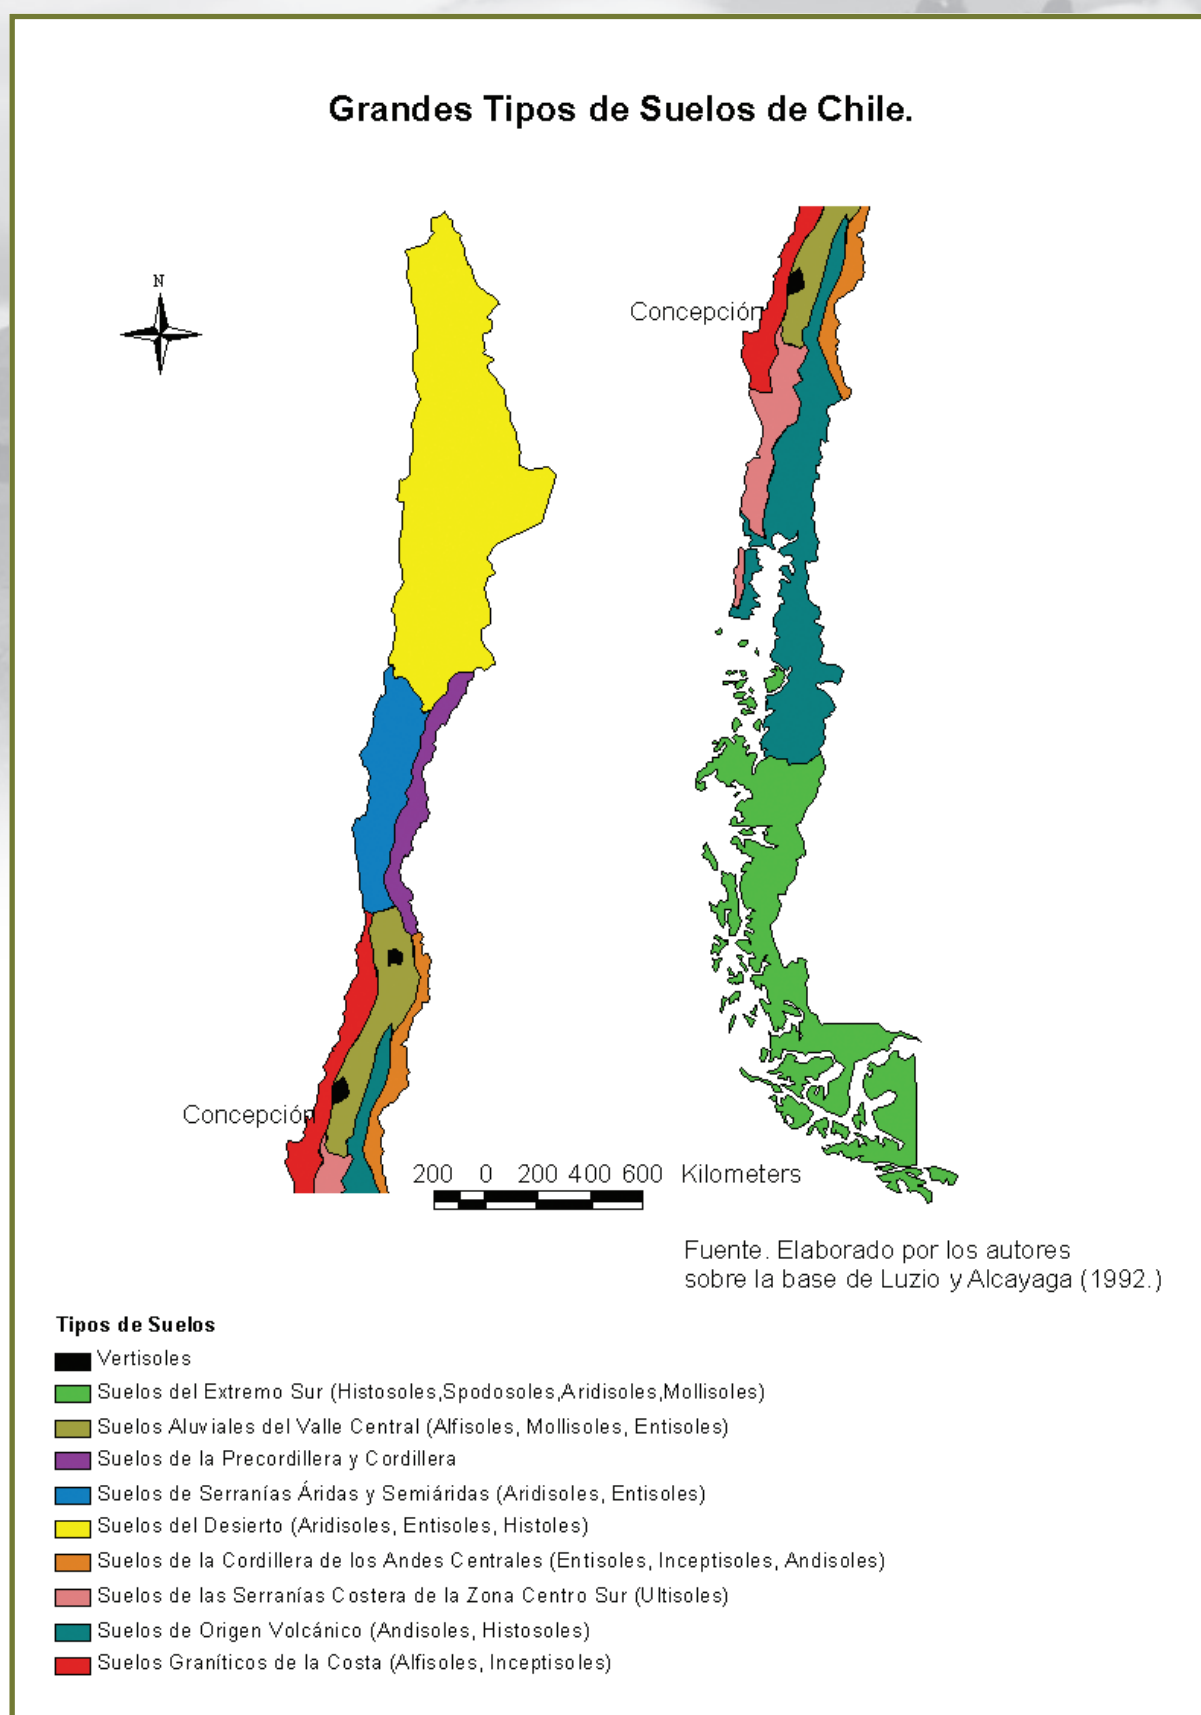 Grandes Tipos de Suelos de Chile.
N
Concepción
Concepción
200 0 200 400 600 Kilometers
Fuente. Elaborado por los autores
sobre la base de Luzio y Alcayaga (1992.)
Tipos de Suelos
Vertisoles
Suelos del Extremo Sur (Histosoles,Spodosoles,Aridisoles,Mollisoles)
Suelos Aluviales del Valle Central (Alfisoles, Mollisoles, Entisoles)
Suelos de la Precordillera y Cordillera
Suelos de Serranías Áridas y Semiáridas (Aridisoles, Entisoles)
Suelos del Desierto (Aridisoles, Entisoles, Histoles)
Suelos de la Cordillera de los Andes Centrales (Entisoles, Inceptisoles, Andisoles)
Suelos de las Serranías Costera de la Zona Centro Sur (Ultisoles)
Suelos de Origen Volcánico (Andisoles, Histosoles)
Suelos Graníticos de la Costa (Alfisoles, Inceptisoles)